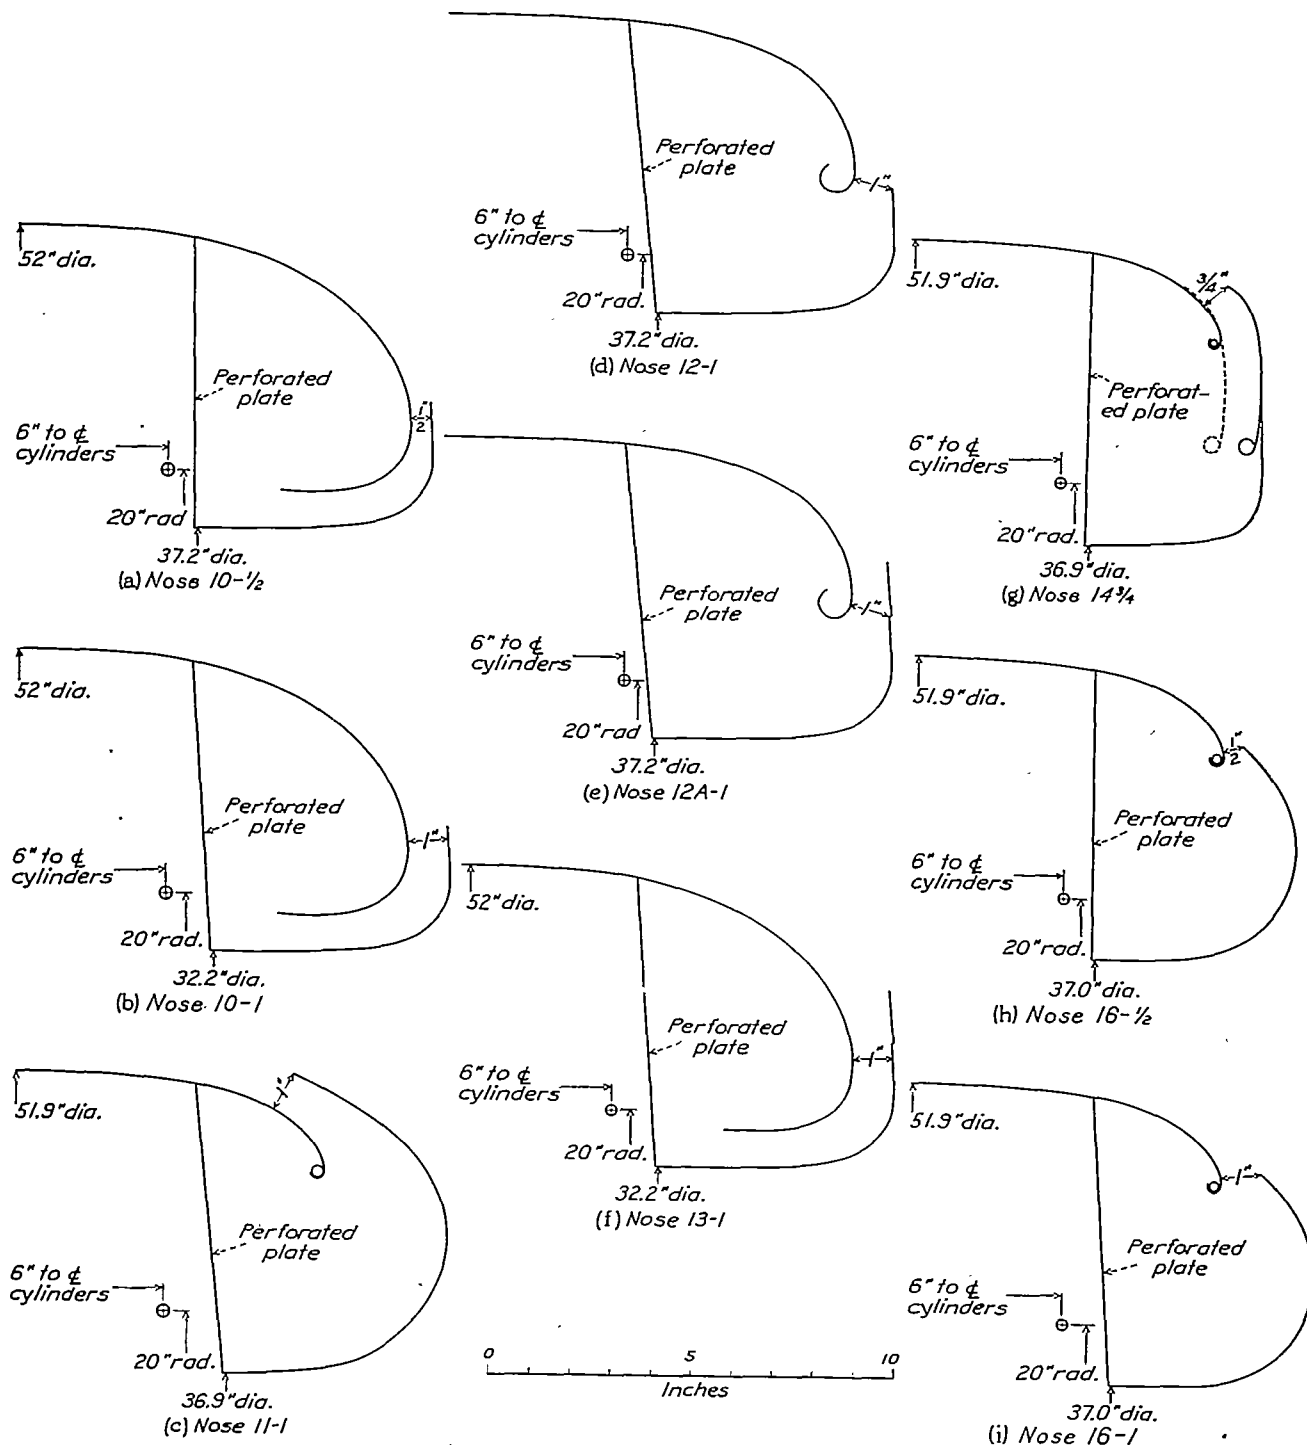 52"dia.
Perforated
plate
6" to ℄
cylinders
1/2"
20"rad
37.2"dia.
(a) Nose 10-1/2
52"dia.
Perforated
plate
6" to ℄
cylinders
1"
20"rad.
32.2"dia.
(b) Nose 10-1
51.9"dia.
1"
Perforated
plate
6" to ℄
cylinders
20"rad.
36.9"dia.
(c) Nose 11-1
Perforated
plate
1"
6" to ℄
cylinders
20"rad.
37.2"dia.
(d) Nose 12-1
Perforated
plate
1"
6" to ℄
cylinders
20"rad
37.2"dia.
(e) Nose 12A-1
52"dia.
Perforated
plate
1"
6" to ℄
cylinders
20"rad.
32.2"dia.
(f) Nose 13-1
0 5 10
Inches
51.9"dia.
3/4"
Perforat-
ed plate
6" to ℄
cylinders
20"rad.
36.9"dia.
(g) Nose 14 3/4
51.9"dia.
1/2"
Perforated
plate
6" to ℄
cylinders
20"rad.
37.0"dia.
(h) Nose 16-1/2
51.9"dia.
1"
Perforated
plate
6" to ℄
cylinders
20"rad.
37.0"dia.
(i) Nose 16-1